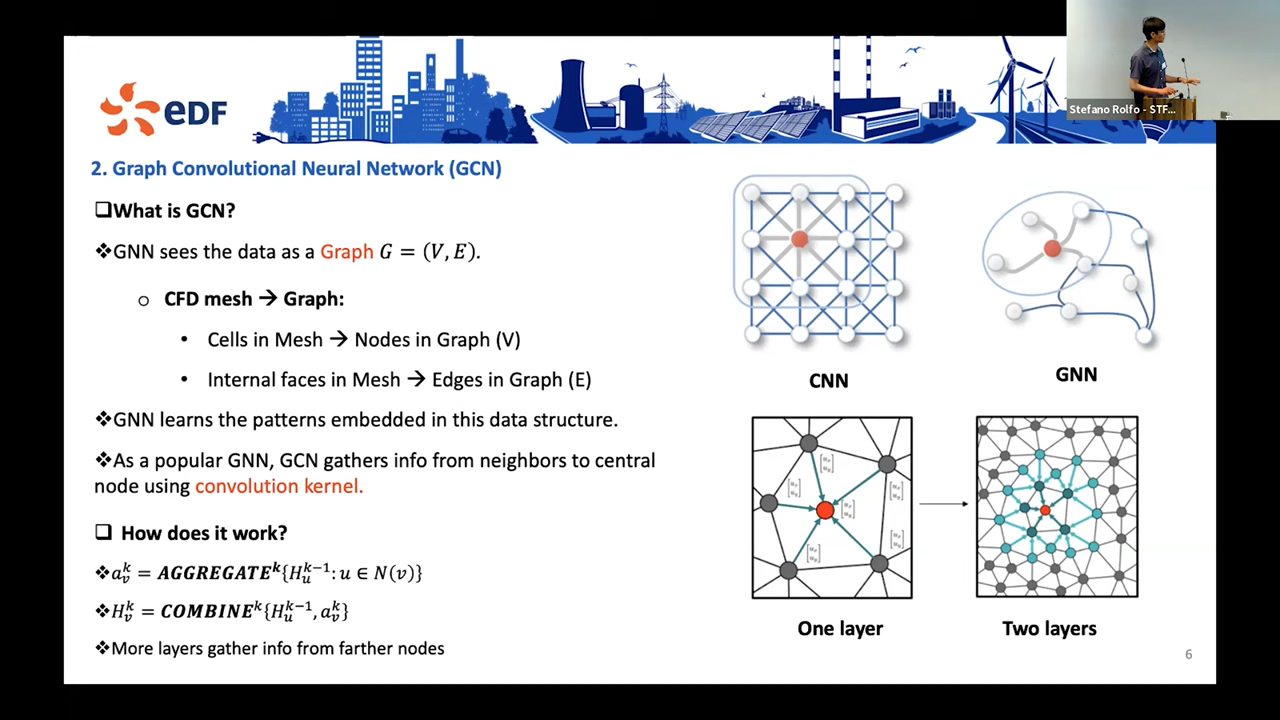 Stefano Rolfo - STF...
eDF
2. Graph Convolutional Neural Network (GCN)
❑What is GCN?
❖GNN sees the data as a Graph G = (V, E).
o CFD mesh → Graph:
• Cells in Mesh → Nodes in Graph (V)
• Internal faces in Mesh → Edges in Graph (E)
❖GNN learns the patterns embedded in this data structure.
❖As a popular GNN, GCN gathers info from neighbors to central
node using convolution kernel.
❑ How does it work?
❖a_v^k = AGGREGATE^k{H_u^{k−1}: u ∈ N(v)}
❖H_v^k = COMBINE^k{H_u^{k−1}, a_v^k}
❖More layers gather info from farther nodes
CNN
GNN
One layer
Two layers
6